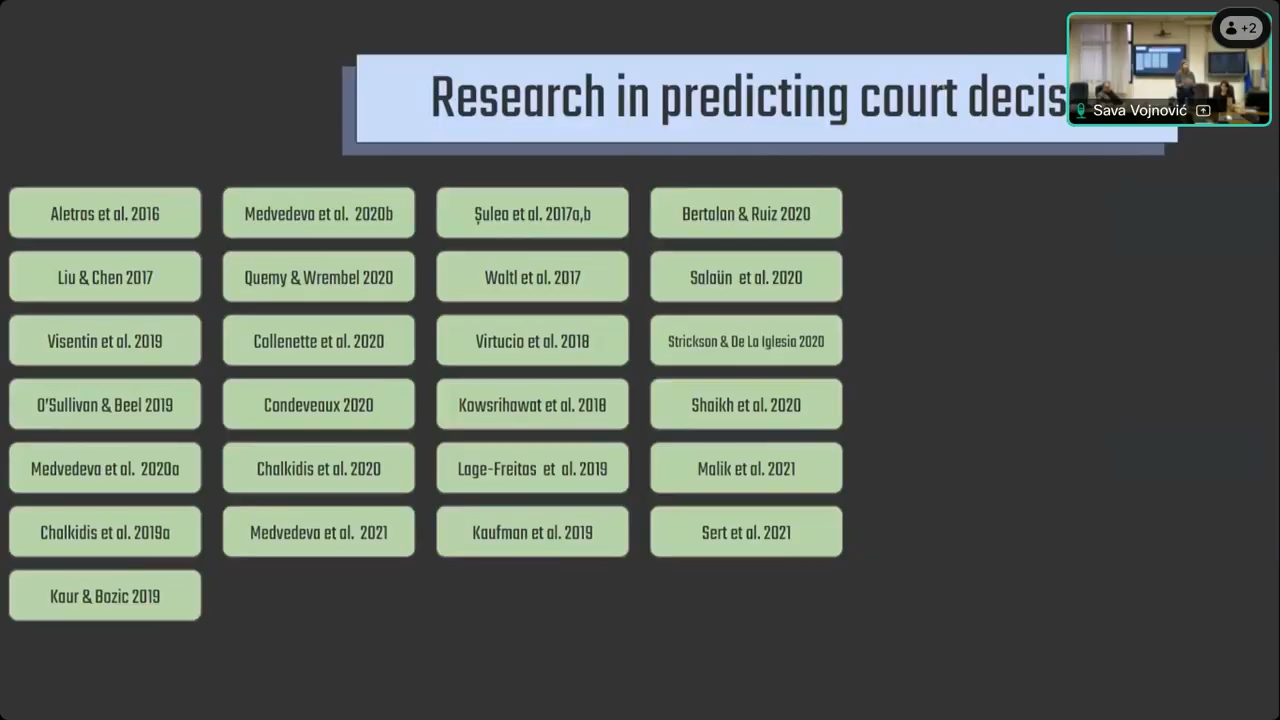 Research in predicting court decis
+2
Sava Vojnović
Aletras et al. 2016
Medvedeva et al. 2020b
Șulea et al. 2017a,b
Bertalan & Ruiz 2020
Liu & Chen 2017
Quemy & Wrembel 2020
Waltl et al. 2017
Salaün et al. 2020
Visentin et al. 2019
Collenette et al. 2020
Virtucio et al. 2018
Strickson & De La Iglesia 2020
O'Sullivan & Beel 2019
Condeveaux 2020
Kowsrihawat et al. 2018
Shaikh et al. 2020
Medvedeva et al. 2020a
Chalkidis et al. 2020
Lage-Freitas et al. 2019
Malik et al. 2021
Chalkidis et al. 2019a
Medvedeva et al. 2021
Kaufman et al. 2019
Sert et al. 2021
Kaur & Bozic 2019